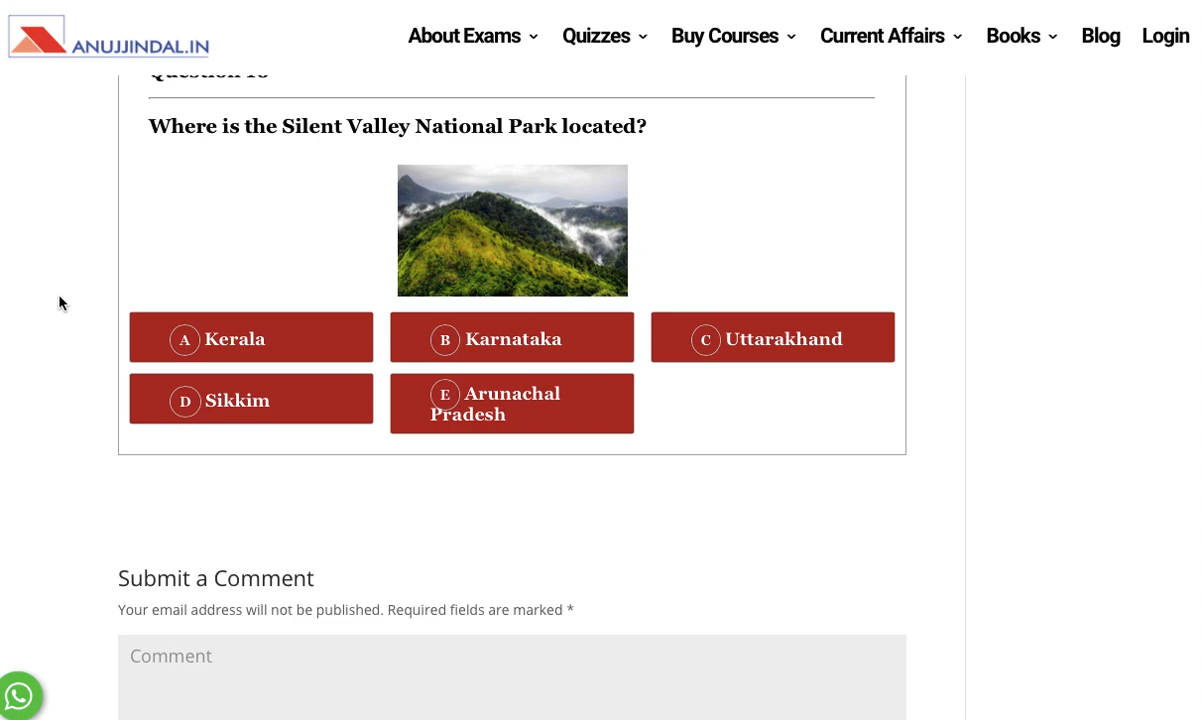 ANUJJINDAL.IN
About Exams Quizzes Buy Courses Current Affairs Books Blog Login
Where is the Silent Valley National Park located?
A Kerala
B Karnataka
C Uttarakhand
D Sikkim
E Arunachal
Pradesh
Submit a Comment
Your email address will not be published. Required fields are marked *
Comment